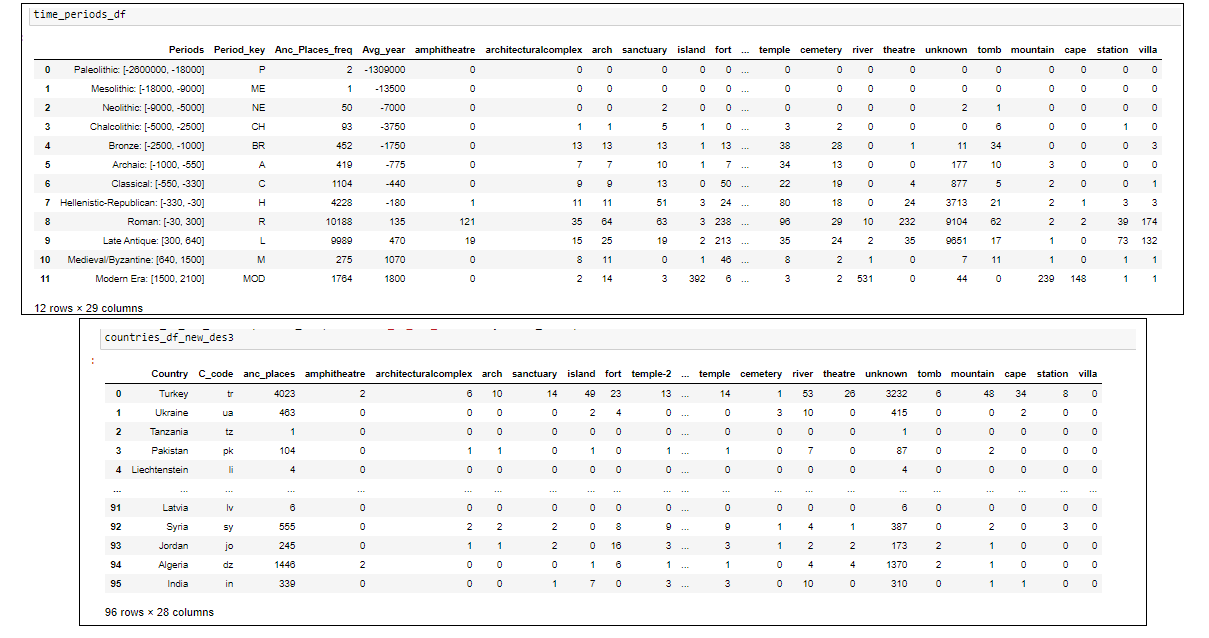 time_periods_df
Periods Period_key Anc_Places_freq Avg_year amphitheatre architecturalcomplex arch sanctuary island fort ... temple cemetery river theatre unknown tomb mountain cape station villa
0 Paleolithic: [-2600000, -18000] P 2 -1309000 0 0 0 0 0 0 ... 0 0 0 0 0 0 0 0 0 0
1 Mesolithic: [-18000, -9000] ME 1 -13500 0 0 0 0 0 0 ... 0 0 0 0 0 0 0 0 0 0
2 Neolithic: [-9000, -5000] NE 50 -7000 0 0 0 2 0 0 ... 0 0 0 0 2 1 0 0 0 0
3 Chalcolithic: [-5000, -2500] CH 93 -3750 0 1 1 5 1 0 ... 3 2 0 0 0 6 0 0 1 0
4 Bronze: [-2500, -1000] BR 452 -1750 0 13 13 13 1 13 ... 38 28 0 1 11 34 0 0 0 3
5 Archaic: [-1000, -550] A 419 -775 0 7 7 10 1 7 ... 34 13 0 0 177 10 3 0 0 0
6 Classical: [-550, -330] C 1104 -440 0 9 9 13 0 50 ... 22 19 0 4 877 5 2 0 0 1
7 Hellenistic-Republican: [-330, -30] H 4228 -180 1 11 11 51 3 24 ... 80 18 0 24 3713 21 2 1 3 3
8 Roman: [-30, 300] R 10188 135 121 35 64 63 3 238 ... 96 29 10 232 9104 62 2 2 39 174
9 Late Antique: [300, 640] L 9989 470 19 15 25 19 2 213 ... 35 24 2 35 9651 17 1 0 73 132
10 Medieval/Byzantine: [640, 1500] M 275 1070 0 8 11 0 1 46 ... 8 2 1 0 7 11 1 0 1 1
11 Modern Era: [1500, 2100] MOD 1764 1800 0 2 14 3 392 6 ... 3 2 531 0 44 0 239 148 1 1
12 rows × 29 columns
countries_df_new_des3
:
Country C_code anc_places amphitheatre architecturalcomplex arch sanctuary island fort temple-2 ... temple cemetery river theatre unknown tomb mountain cape station villa
0 Turkey tr 4023 2 6 10 14 49 23 13 ... 14 1 53 26 3232 6 48 34 8 0
1 Ukraine ua 463 0 0 0 0 2 4 0 ... 0 3 10 0 415 0 0 2 0 0
2 Tanzania tz 1 0 0 0 0 0 0 0 ... 0 0 0 0 1 0 0 0 0 0
3 Pakistan pk 104 0 1 1 0 1 0 1 ... 1 0 7 0 87 0 2 0 0 0
4 Liechtenstein li 4 0 0 0 0 0 0 0 ... 0 0 0 0 4 0 0 0 0 0
... ... ... ... ... ... ... ... ... ... ... ... ... ... ... ... ... ... ... ... ... ...
91 Latvia lv 6 0 0 0 0 0 0 0 ... 0 0 0 0 6 0 0 0 0 0
92 Syria sy 555 0 2 2 2 0 8 9 ... 9 1 4 1 387 0 2 0 3 0
93 Jordan jo 245 0 1 1 2 0 16 3 ... 3 1 2 2 173 2 1 0 0 0
94 Algeria dz 1446 2 0 0 0 1 6 1 ... 1 0 4 4 1370 2 1 0 0 0
95 India in 339 0 0 0 1 7 0 3 ... 3 0 10 0 310 0 1 1 0 0
96 rows × 28 columns